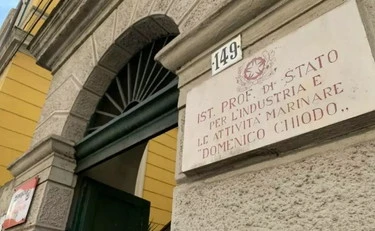 149
IST. PROF. DI STATO
PER L'INDUSTRIA E
LE ATTIVITÀ MARINARE
"DOMENICO CHIODO"